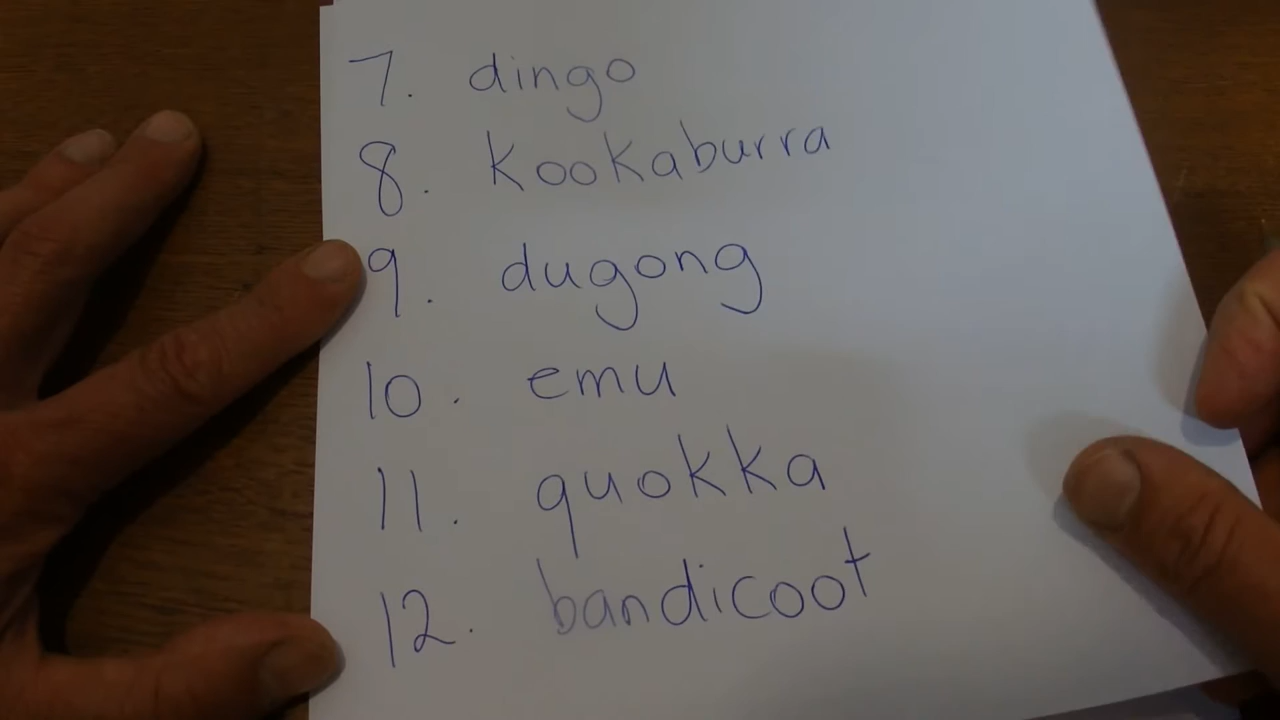 7. dingo
8. kookaburra
9. dugong
10. emu
11. quokka
12. bandicoot